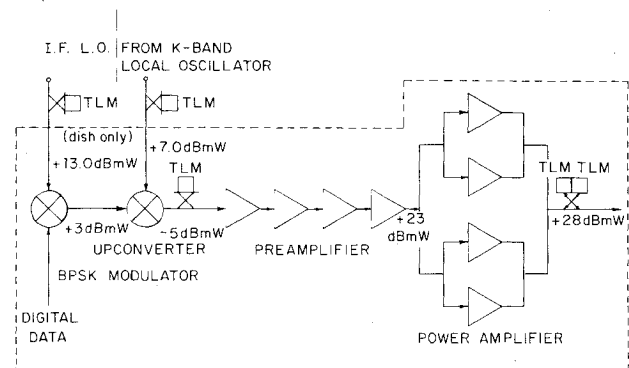 I.F. L.O. FROM K-BAND
LOCAL OSCILLATOR
TLM TLM
(dish only)
+13.0dBmW
+7.0dBmW
TLM
TLM TLM
+3dBmW
-5dBmW
+23
dBmW
+28dBmW
UPCONVERTER
PREAMPLIFIER
BPSK MODULATOR
DIGITAL
DATA
POWER AMPLIFIER